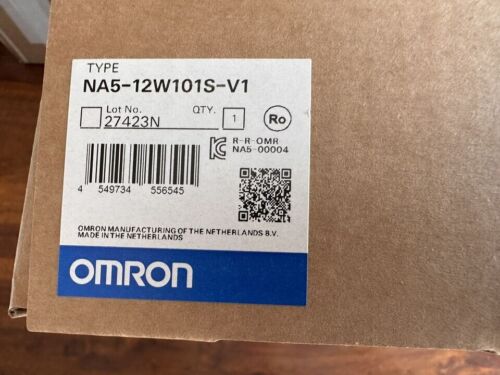 TYPE
NA5-12W101S-V1
Lot No. QTY.
27423N 1 Ro
R-R-OMR
NA5-00004
4 549734 556545
OMRON MANUFACTURING OF THE NETHERLANDS B.V.
MADE IN THE NETHERLANDS
OMRON